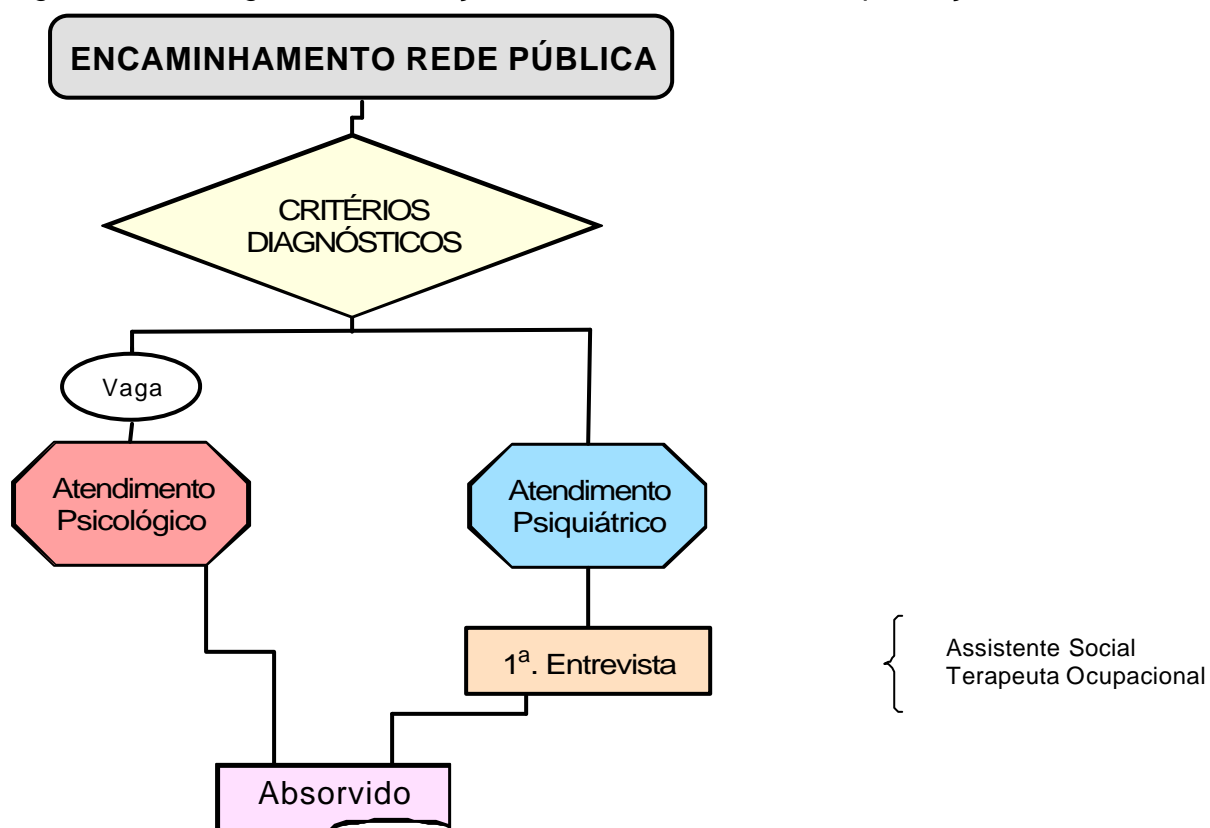 ENCAMINHAMENTO REDE PÚBLICA
CRITÉRIOS
DIAGNÓSTICOS
Vaga
Atendimento
Psicológico
Atendimento
Psiquiátrico
1ª. Entrevista
Assistente Social
Terapeuta Ocupacional
Absorvido